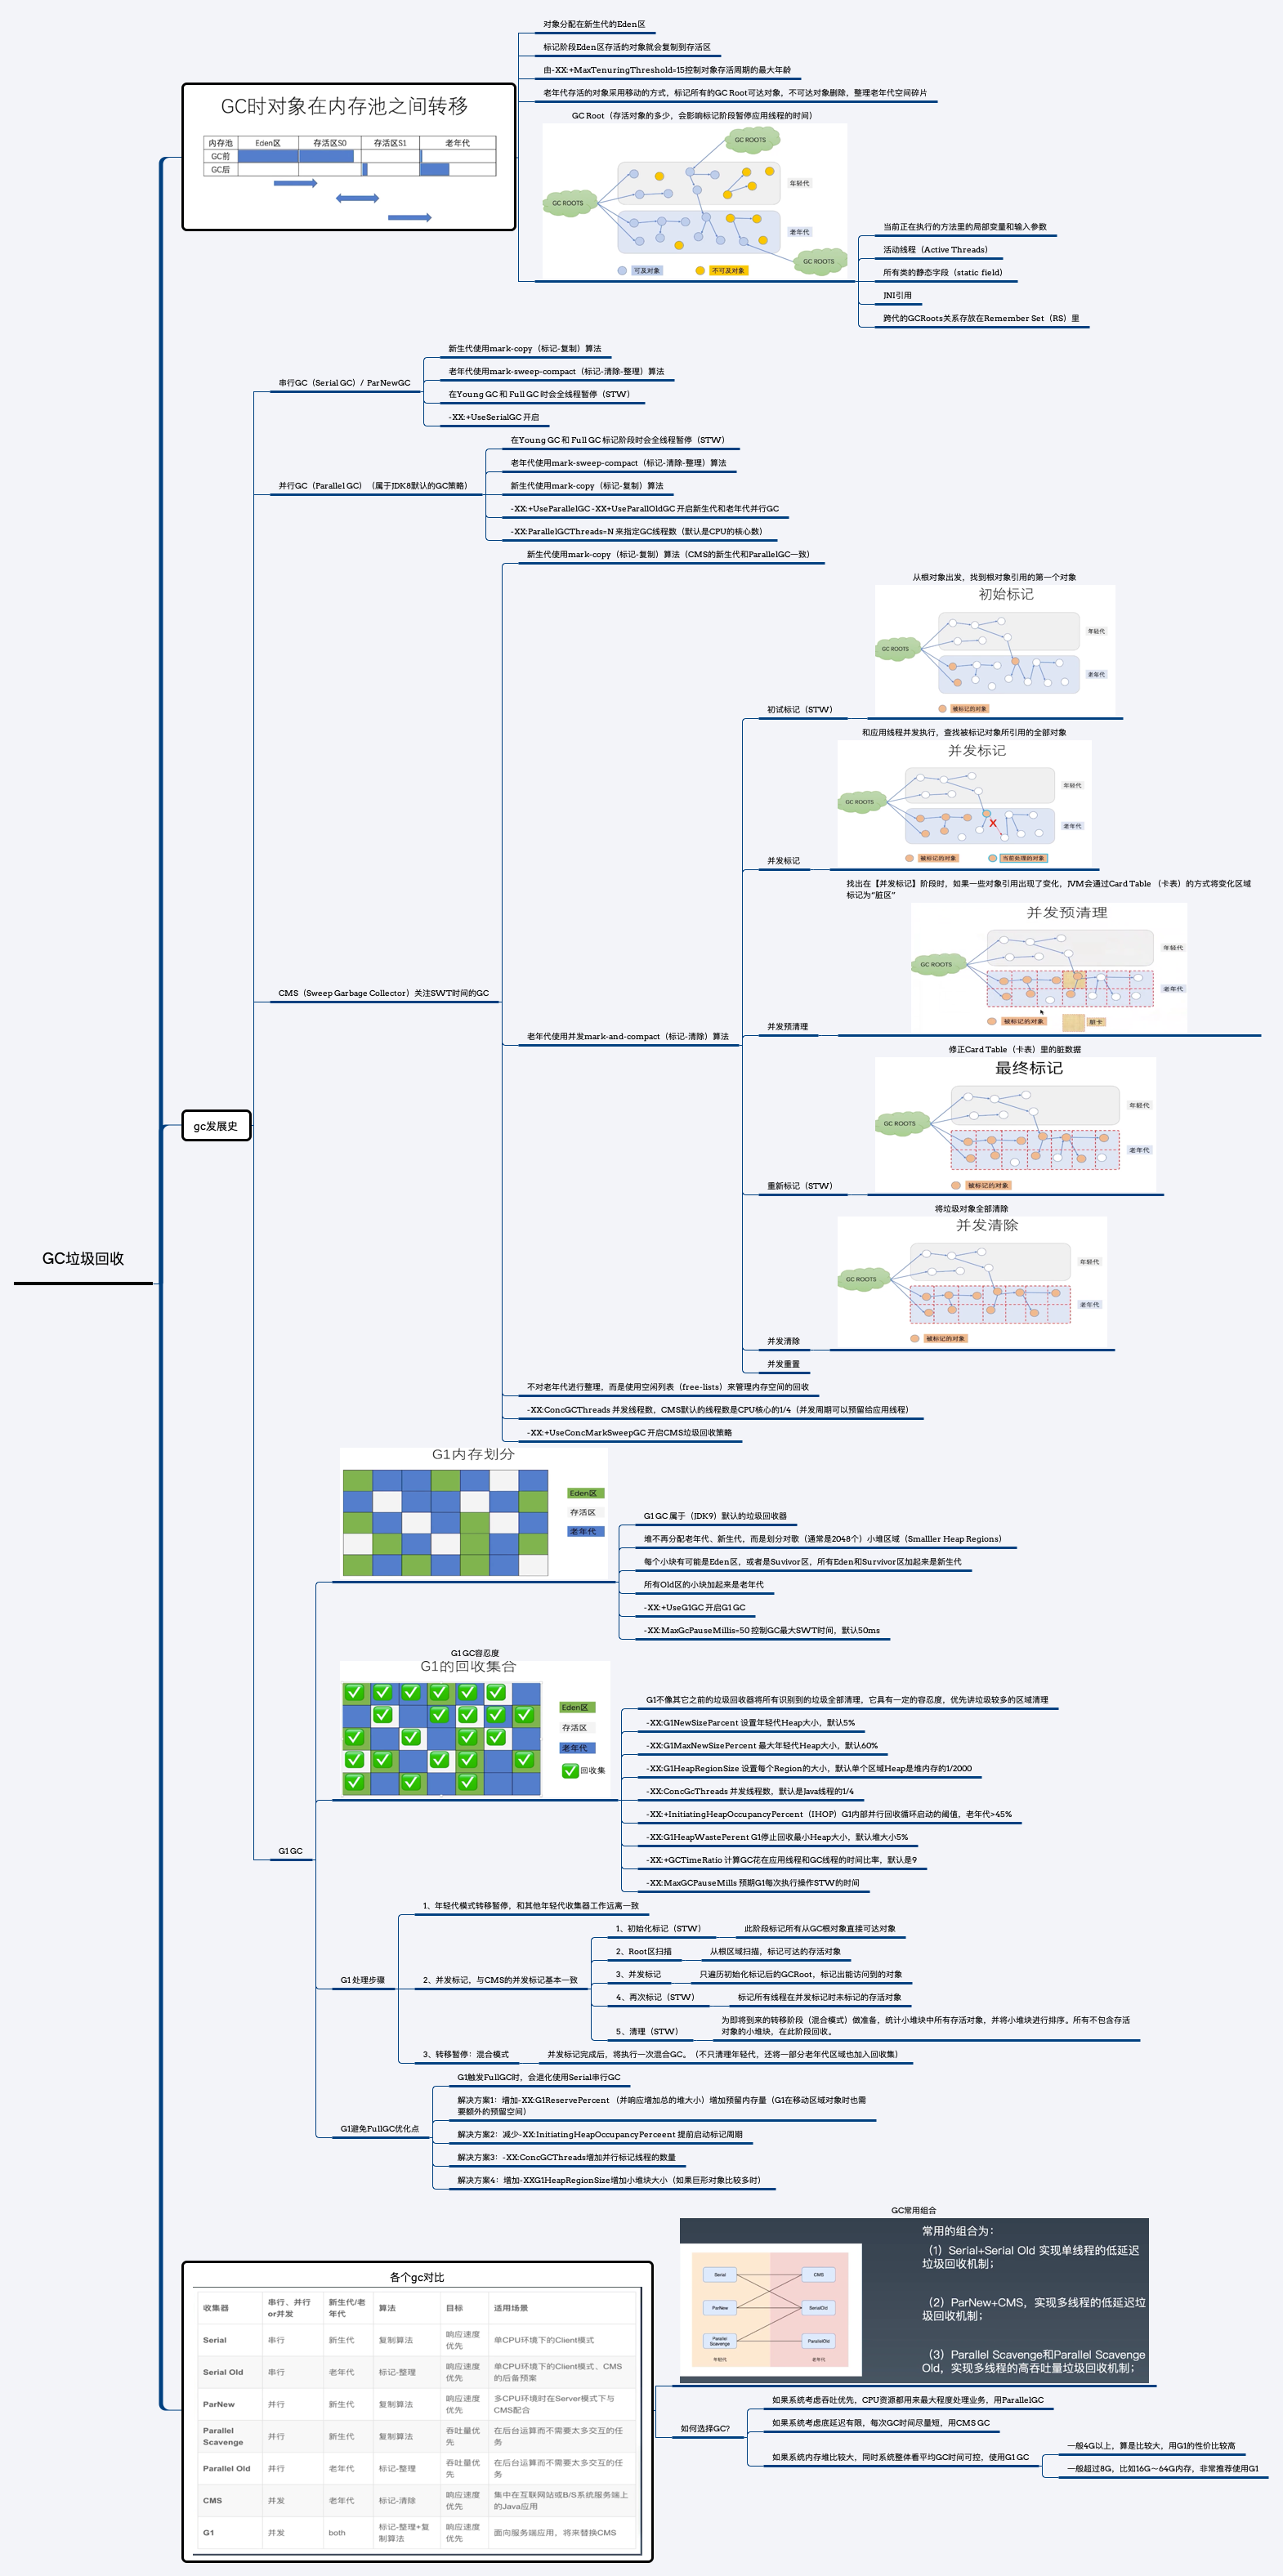 GC垃圾回收
GC时对象在内存池之间转移
内存池 Eden区 存活区S0 存活区S1 老年代
GC前
GC后
对象分配在新生代的Eden区
标记阶段Eden区存活的对象就会复制到存活区
由-XX:+MaxTenuringThreshold=15控制对象存活周期的最大年龄
老年代存活的对象采用移动的方式，标记所有的GC Root可达对象，不可达对象删除，整理老年代空间碎片
GC Root（存活对象的多少，会影响标记阶段暂停应用线程的时间）
GC ROOTS
年轻代
GC ROOTS
老年代
GC ROOTS
可及对象 不可及对象
当前正在执行的方法里的局部变量和输入参数
活动线程（Active Threads）
所有类的静态字段（static field）
JNI引用
跨代的GCRoots关系存放在Remember Set（RS）里
gc发展史
串行GC（Serial GC）/ ParNewGC
新生代使用mark-copy（标记-复制）算法
老年代使用mark-sweep-compact（标记-清除-整理）算法
在Young GC 和 Full GC 时会全线程暂停（STW）
-XX:+UseSerialGC 开启
并行GC（Parallel GC）（属于JDK8默认的GC策略）
在Young GC 和 Full GC 标记阶段时会全线程暂停（STW）
老年代使用mark-sweep-compact（标记-清除-整理）算法
新生代使用mark-copy（标记-复制）算法
-XX:+UseParallelGC -XX+UseParallOldGC 开启新生代和老年代并行GC
-XX:ParallelGCThreads=N 来指定GC线程数（默认是CPU的核心数）
CMS（Sweep Garbage Collector）关注SWT时间的GC
新生代使用mark-copy（标记-复制）算法（CMS的新生代和ParallelGC一致）
老年代使用并发mark-and-compact（标记-清除）算法
初试标记（STW）
从根对象出发，找到根对象引用的第一个对象
初始标记
年轻代
GC ROOTS
老年代
被标记的对象
并发标记
和应用线程并发执行，查找被标记对象所引用的全部对象
并发标记
年轻代
GC ROOTS
X
老年代
被标记的对象 当前处理的对象
并发预清理
找出在【并发标记】阶段时，如果一些对象引用出现了变化，JVM会通过Card Table （卡表）的方式将变化区域
标记为“脏区”
并发预清理
年轻代
GC ROOTS
老年代
被标记的对象 脏卡
重新标记（STW）
修正Card Table（卡表）里的脏数据
最终标记
年轻代
GC ROOTS
老年代
被标记的对象
并发清除
将垃圾对象全部清除
并发清除
年轻代
GC ROOTS
老年代
被标记的对象
并发重置
不对老年代进行整理，而是使用空闲列表（free-lists）来管理内存空间的回收
-XX:ConcGCThreads 并发线程数，CMS默认的线程数是CPU核心的1/4（并发周期可以预留给应用线程）
-XX:+UseConcMarkSweepGC 开启CMS垃圾回收策略
G1 GC
G1内存划分
Eden区
存活区
老年代
G1 GC 属于（JDK9）默认的垃圾回收器
堆不再分配老年代、新生代，而是划分对歌（通常是2048个）小堆区域（Smalller Heap Regions）
每个小块有可能是Eden区，或者是Suvivor区，所有Eden和Survivor区加起来是新生代
所有Old区的小块加起来是老年代
-XX:+UseG1GC 开启G1 GC
-XX:MaxGcPauseMillis=50 控制GC最大SWT时间，默认50ms
G1 GC容忍度
G1的回收集合
Eden区
存活区
老年代
回收集
G1不像其它之前的垃圾回收器将所有识别到的垃圾全部清理，它具有一定的容忍度，优先讲垃圾较多的区域清理
-XX:G1NewSizeParcent 设置年轻代Heap大小，默认5%
-XX:G1MaxNewSizePercent 最大年轻代Heap大小，默认60%
-XX:G1HeapRegionSize 设置每个Region的大小，默认单个区域Heap是堆内存的1/2000
-XX:ConcGcThreads 并发线程数，默认是Java线程的1/4
-XX:+InitiatingHeapOccupancyPercent（IHOP）G1内部并行回收循环启动的阈值，老年代>45%
-XX:G1HeapWastePerent G1停止回收最小Heap大小，默认堆大小5%
-XX:+GCTimeRatio 计算GC花在应用线程和GC线程的时间比率，默认是9
-XX:MaxGCPauseMills 预期G1每次执行操作STW的时间
G1 处理步骤
1、年轻代模式转移暂停，和其他年轻代收集器工作远离一致
2、并发标记，与CMS的并发标记基本一致
1、初始化标记（STW） 此阶段标记所有从GC根对象直接可达对象
2、Root区扫描 从根区域扫描，标记可达的存活对象
3、并发标记 只遍历初始化标记后的GCRoot，标记出能访问到的对象
4、再次标记（STW） 标记所有线程在并发标记时未标记的存活对象
5、清理（STW）
为即将到来的转移阶段（混合模式）做准备，统计小堆块中所有存活对象，并将小堆块进行排序。所有不包含存活
对象的小堆块，在此阶段回收。
3、转移暂停：混合模式 并发标记完成后，将执行一次混合GC。（不只清理年轻代，还将一部分老年代区域也加入回收集）
G1避免FullGC优化点
G1触发FullGC时，会退化使用Serial串行GC
解决方案1：增加-XX:G1ReservePercent （并响应增加总的堆大小）增加预留内存量（G1在移动区域对象时也需
要额外的预留空间）
解决方案2：减少-XX:InitiatingHeapOccupancyPerceent 提前启动标记周期
解决方案3：-XX:ConcGCThreads增加并行标记线程的数量
解决方案4：增加-XXG1HeapRegionSize增加小堆块大小（如果巨形对象比较多时）
各个gc对比
收集器 串行、并行or并发 新生代/老年代 算法 目标 适用场景
Serial 串行 新生代 复制算法 响应速度优先 单CPU环境下的Client模式
Serial Old 串行 老年代 标记-整理 响应速度优先 单CPU环境下的Client模式、CMS的后备预案
ParNew 并行 新生代 复制算法 响应速度优先 多CPU环境时在Server模式下与CMS配合
Parallel Scavenge 并行 新生代 复制算法 吞吐量优先 在后台运算而不需要太多交互的任务
Parallel Old 并行 老年代 标记-整理 吞吐量优先 在后台运算而不需要太多交互的任务
CMS 并发 老年代 标记-清除 响应速度优先 集中在互联网站或B/S系统服务端上的Java应用
G1 并发 both 标记-整理+复制算法 响应速度优先 面向服务端应用，将来替换CMS
GC常用组合
Serial CMS
ParNew SerialOld
Parallel Scavenge ParallelOld
年轻代 老年代
常用的组合为：
（1）Serial+Serial Old 实现单线程的低延迟
垃圾回收机制；
（2）ParNew+CMS，实现多线程的低延迟垃
圾回收机制；
（3）Parallel Scavenge和Parallel Scavenge
Old，实现多线程的高吞吐量垃圾回收机制；
如何选择GC？
如果系统考虑吞吐优先，CPU资源都用来最大程度处理业务，用ParallelGC
如果系统考虑底延迟有限，每次GC时间尽量短，用CMS GC
如果系统内存堆比较大，同时系统整体看平均GC时间可控，使用G1 GC
一般4G以上，算是比较大，用G1的性价比较高
一般超过8G，比如16G～64G内存，非常推荐使用G1